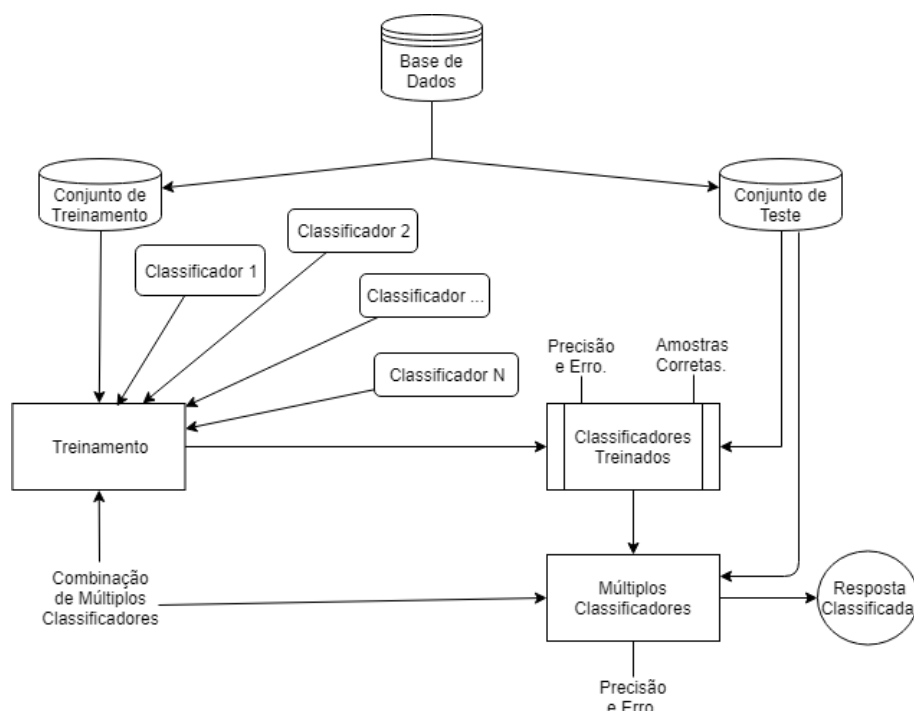 Base de
Dados
Conjunto de
Treinamento
Conjunto de
Teste
Classificador 2
Classificador 1
Classificador ...
Classificador N
Precisão
e Erro.
Amostras
Corretas.
Treinamento
Classificadores
Treinados
Combinação
de Múltiplos
Classificadores
Múltiplos
Classificadores
Resposta
Classificada
Precisão
e Erro